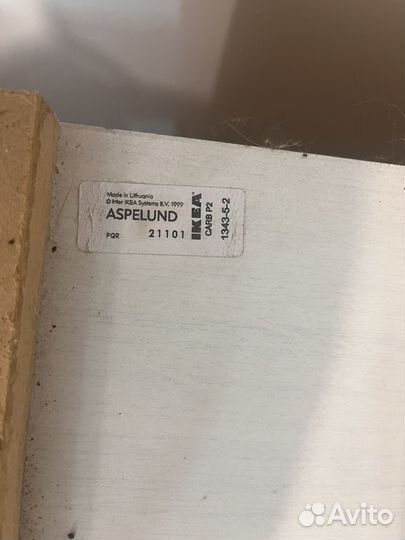 Made in Lithuania
© Inter IKEA Systems B.V. 1999
ASPELUND
PQR 21101
IKEA
CARB P2
1343-5-2
Avito